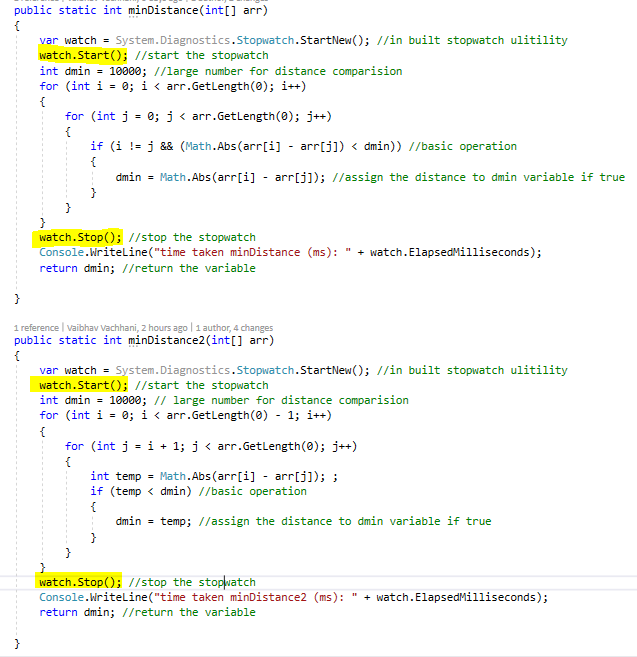 public static int minDistance(int[] arr)
{
var watch = System.Diagnostics.Stopwatch.StartNew(); //in built stopwatch ulitility
watch.Start(); //start the stopwatch
int dmin = 10000; //large number for distance comparision
for (int i = 0; i < arr.GetLength(0); i++)
{
for (int j = 0; j < arr.GetLength(0); j++)
{
if (i != j && (Math.Abs(arr[i] - arr[j]) < dmin)) //basic operation
{
dmin = Math.Abs(arr[i] - arr[j]); //assign the distance to dmin variable if true
}
}
}
watch.Stop(); //stop the stopwatch
Console.WriteLine("time taken minDistance (ms): " + watch.ElapsedMilliseconds);
return dmin; //return the variable
}
1 reference | Vaibhav Vachhani, 2 hours ago | 1 author, 4 changes
public static int minDistance2(int[] arr)
{
var watch = System.Diagnostics.Stopwatch.StartNew(); //in built stopwatch ulitility
watch.Start(); //start the stopwatch
int dmin = 10000; // large number for distance comparision
for (int i = 0; i < arr.GetLength(0) - 1; i++)
{
for (int j = i + 1; j < arr.GetLength(0); j++)
{
int temp = Math.Abs(arr[i] - arr[j]); ;
if (temp < dmin) //basic operation
{
dmin = temp; //assign the distance to dmin variable if true
}
}
}
watch.Stop(); //stop the stopwatch
Console.WriteLine("time taken minDistance2 (ms): " + watch.ElapsedMilliseconds);
return dmin; //return the variable
}